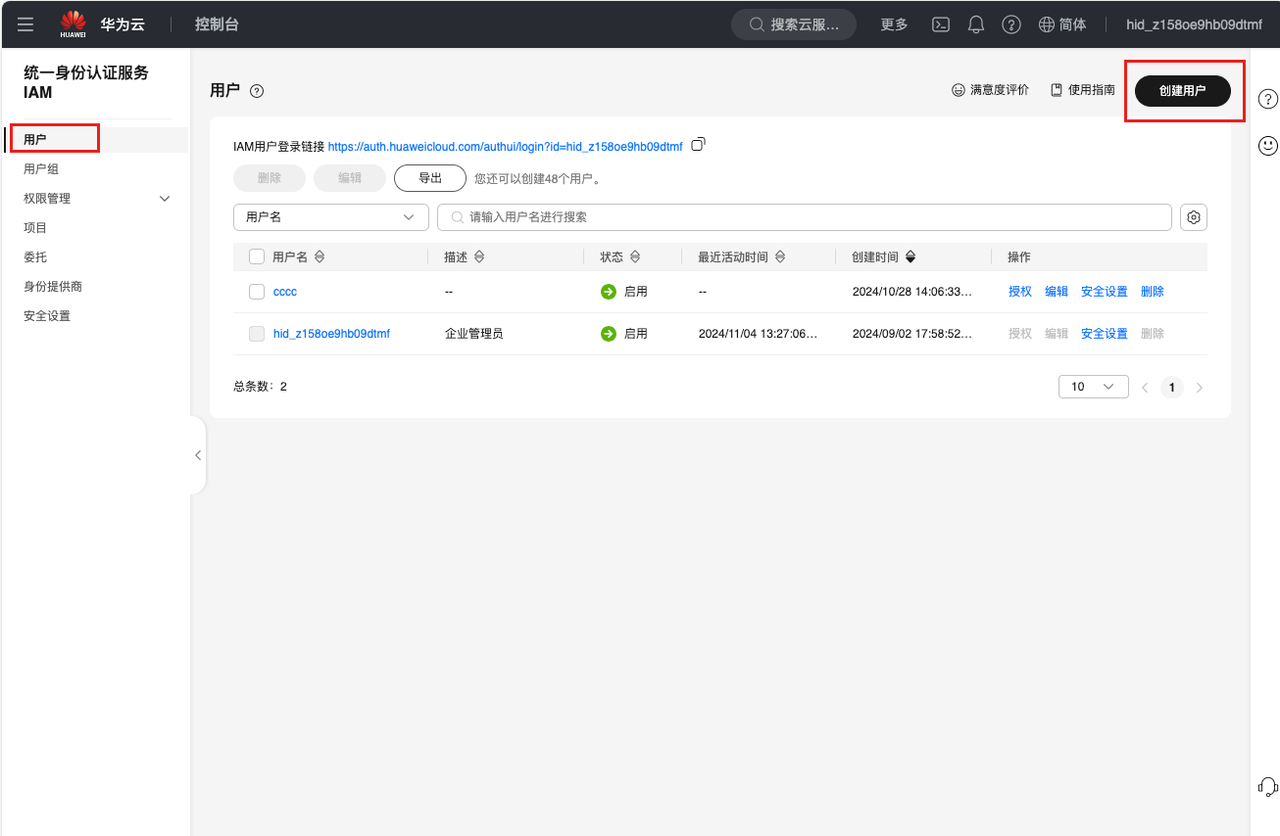 HUAWEI
华为云
控制台
搜索云服...
更多
简体
hid_z158oe9hb09dtmf
统一身份认证服务
IAM
用户
用户组
权限管理
项目
委托
身份提供商
安全设置
用户
满意度评价
使用指南
创建用户
IAM用户登录链接 https://auth.huaweicloud.com/authui/login?id=hid_z158oe9hb09dtmf
删除 编辑 导出 您还可以创建48个用户。
用户名 请输入用户名进行搜索
用户名 描述 状态 最近活动时间 创建时间 操作
cccc -- 启用 -- 2024/10/28 14:06:33... 授权 编辑 安全设置 删除
hid_z158oe9hb09dtmf 企业管理员 启用 2024/11/04 13:27:06... 2024/09/02 17:58:52... 授权 编辑 安全设置 删除
总条数：2 10 1